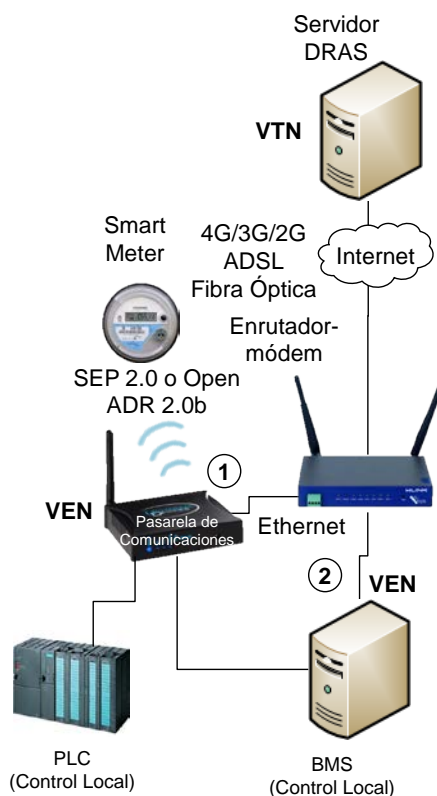 Servidor
DRAS
VTN
Smart
Meter
4G/3G/2G
ADSL
Fibra Óptica
Internet
Enrutador-
módem
SEP 2.0 o Open
ADR 2.0b
1
VEN
Pasarela de
Comunicaciones
Ethernet
2
VEN
PLC
(Control Local)
BMS
(Control Local)